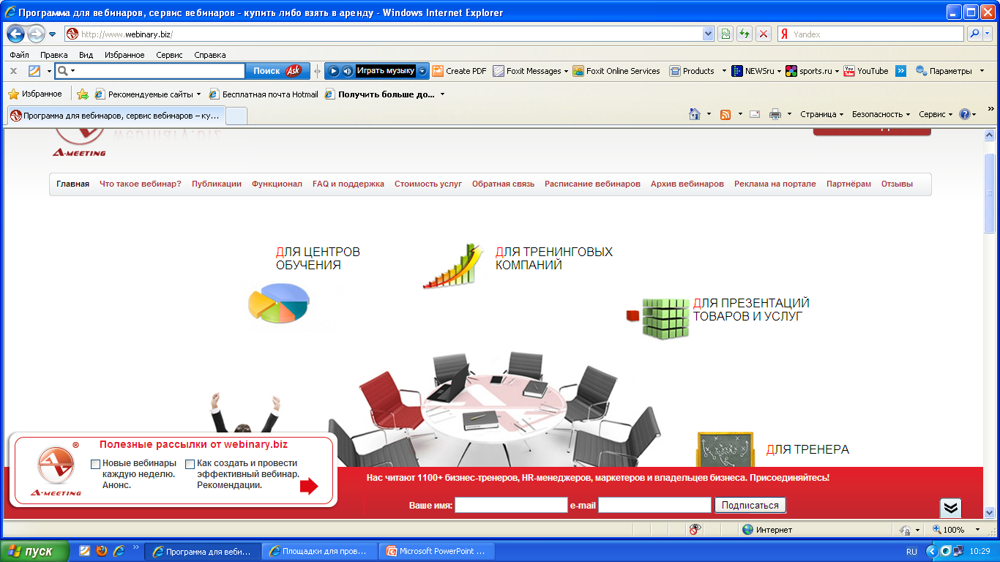 Программа для вебинаров, сервис вебинаров - купить либо взять в аренду - Windows Internet Explorer
http://www.webinary.biz/
Yandex
Файл Правка Вид Избранное Сервис Справка
Поиск Ask Играть музыку Create PDF Foxit Messages Foxit Online Services Products NEWSru sports.ru YouTube Параметры
Избранное Рекомендуемые сайты Бесплатная почта Hotmail Получить больше до...
Программа для вебинаров, сервис вебинаров – ку... Страница Безопасность Сервис
webinary.biz
A-MEETING
Главная Что такое вебинар? Публикации Функционал FAQ и поддержка Стоимость услуг Обратная связь Расписание вебинаров Архив вебинаров Реклама на портале Партнёрам Отзывы
ДЛЯ ЦЕНТРОВ
ОБУЧЕНИЯ
ДЛЯ ТРЕНИНГОВЫХ
КОМПАНИЙ
ДЛЯ ПРЕЗЕНТАЦИЙ
ТОВАРОВ И УСЛУГ
ДЛЯ ТРЕНЕРА
Полезные рассылки от webinary.biz
Новые вебинары
каждую неделю.
Анонс.
Как создать и провести
эффективный вебинар.
Рекомендации.
A-MEETING
Нас читают 1100+ бизнес-тренеров, HR-менеджеров, маркетеров и владельцев бизнеса. Присоединяйтесь!
Ваше имя: e-mail Подписаться
Интернет 100%
пуск Программа для веби... Площадки для пров... Microsoft PowerPoint ... RU 10:29